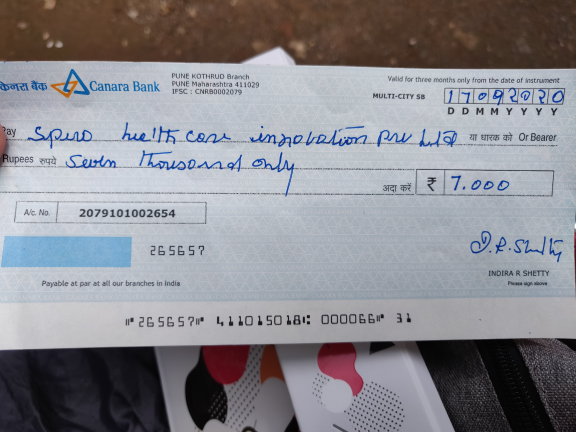 केनरा बैंक Canara Bank
PUNE KOTHRUD Branch
PUNE Maharashtra 411029
IFSC : CNRB0002079
Valid for three months only from the date of instrument
MULTI-CITY SB 17092020
D D M M Y Y Y Y
Pay Spiro health care innovation Pvt Ltd या धारक को Or Bearer
Rupees रुपये Seven thousand only
अदा करें ₹ 7.000
A/c. No. 2079101002654
265657
I.R.Shetty
INDIRA R SHETTY
Please sign above
Payable at par at all our branches in India
⑈265657⑈ 411015018⑆ 000066⑈ 31